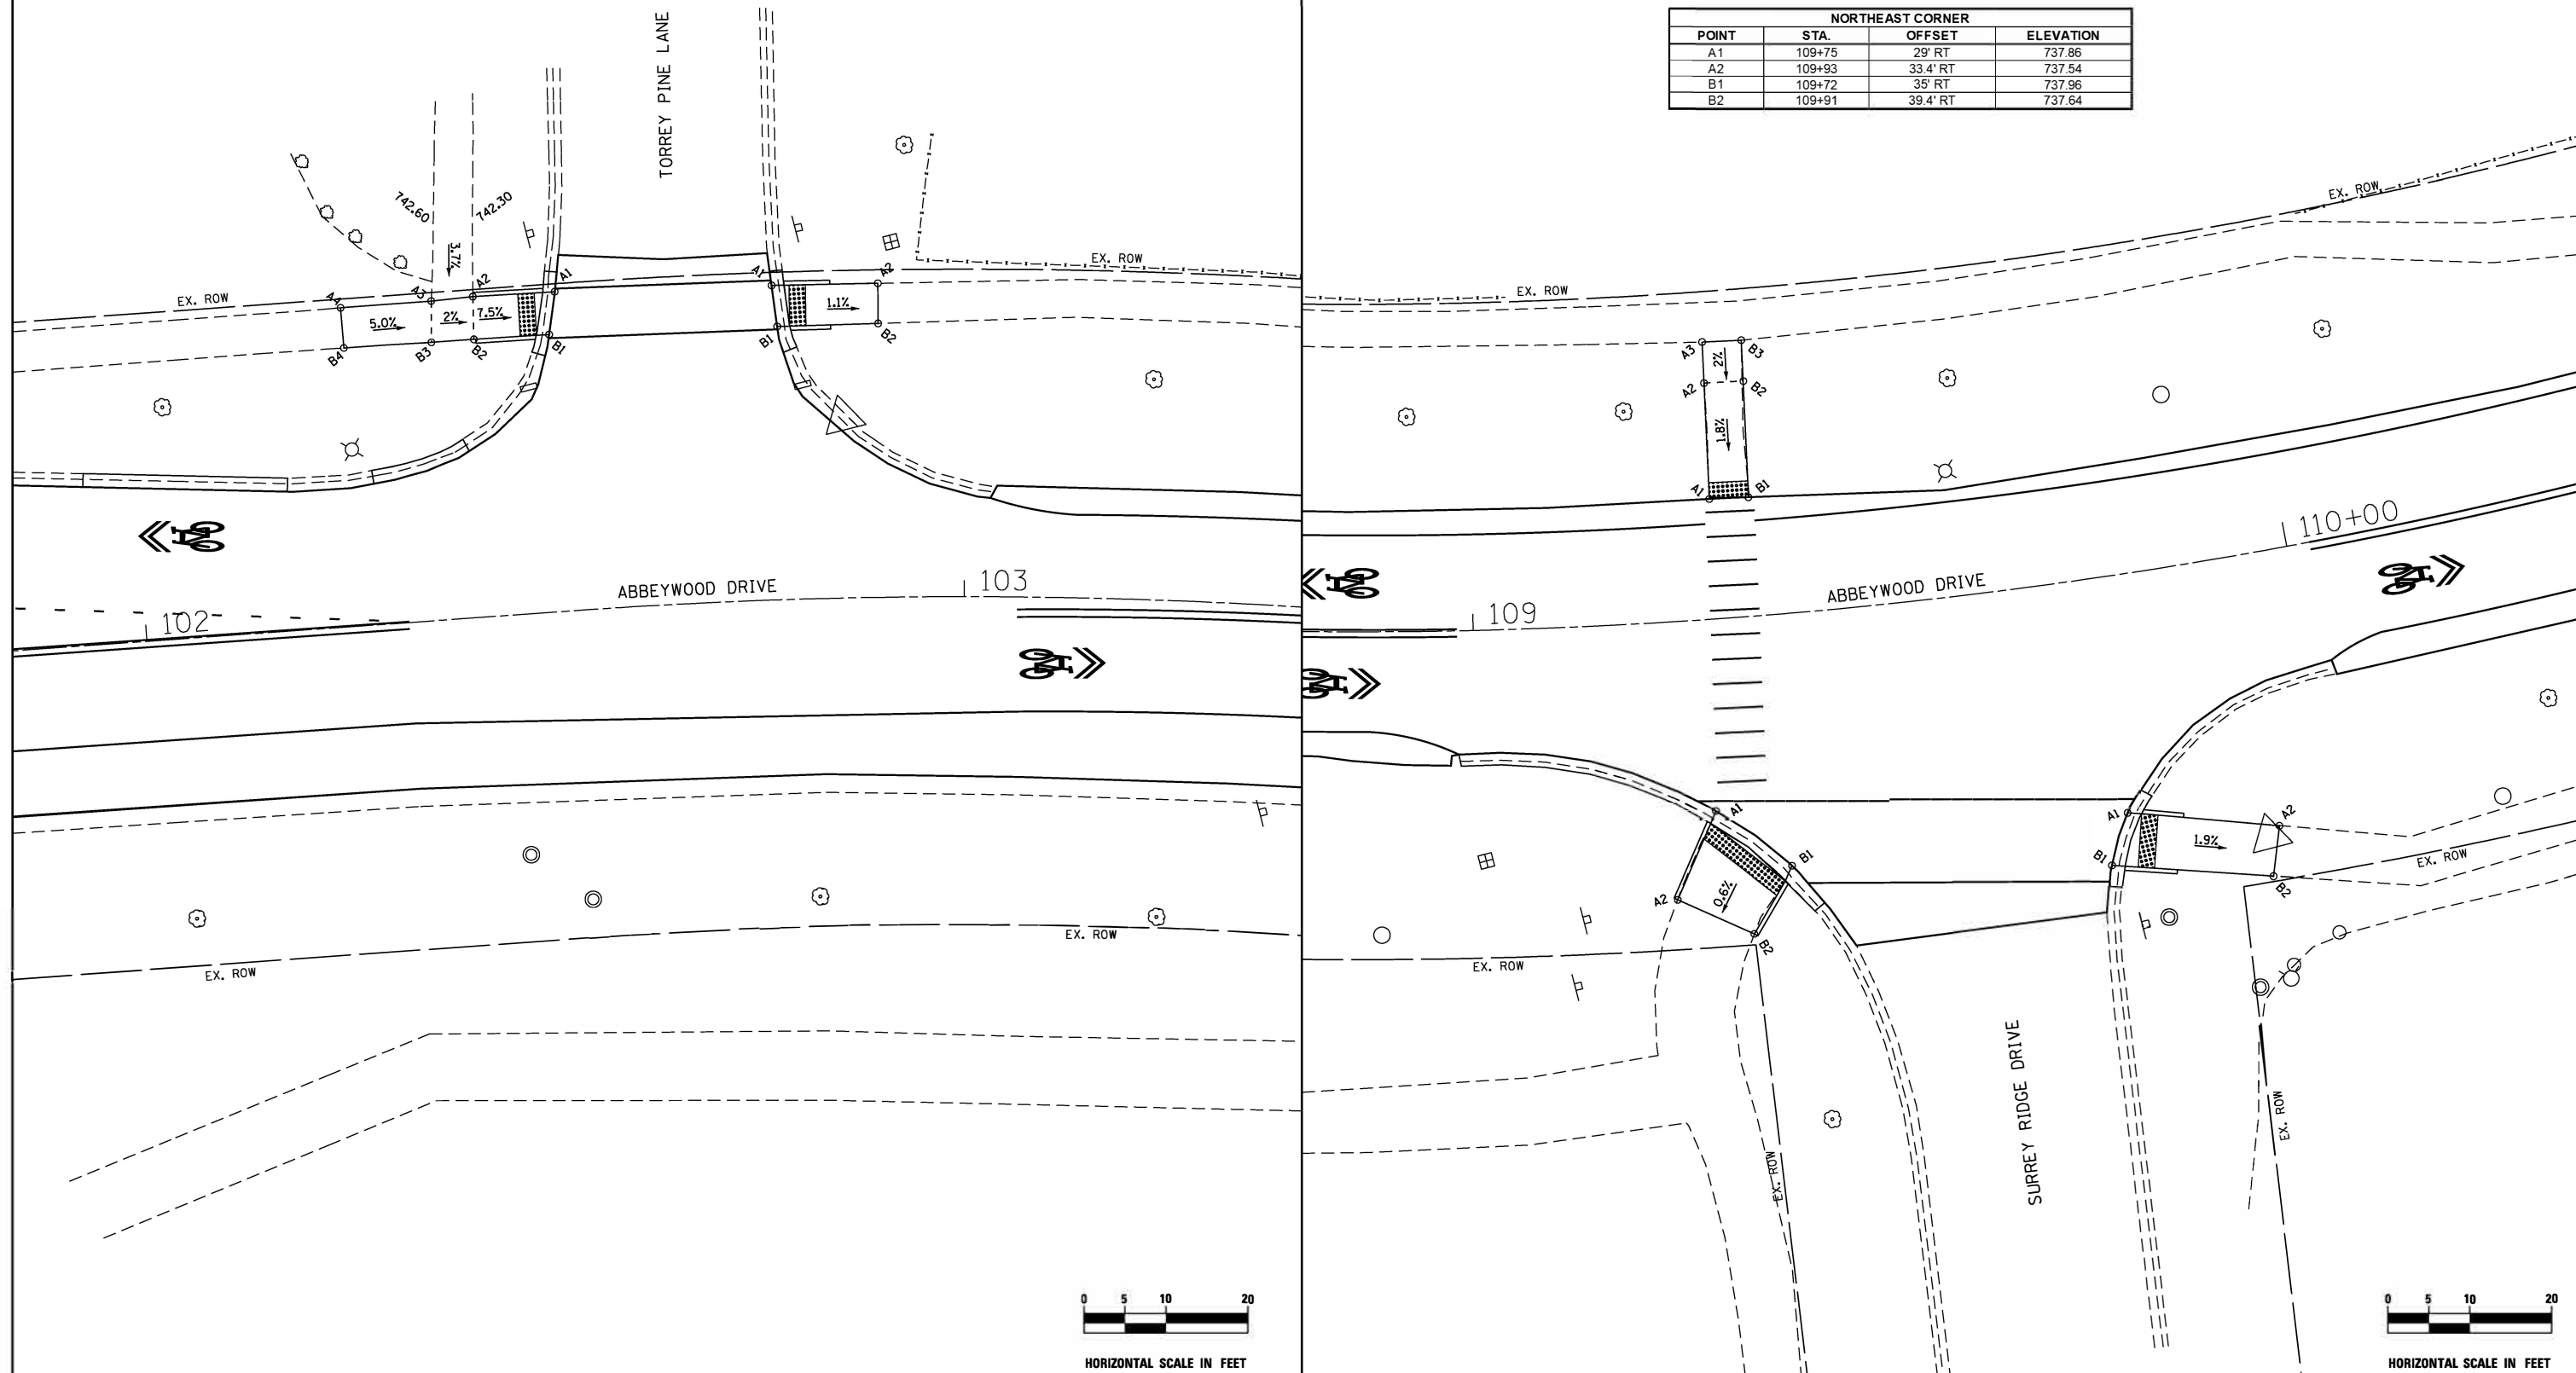 TORREY PINE LANE
742.60
742.30
3.7%
EX. ROW
A4
A3
A2
A1
5.0%
2%
7.5%
B4
B3
B2
B1
A1
A2
1.1%
B1
B2
EX. ROW
102
ABBEYWOOD DRIVE
103
EX. ROW
EX. ROW
0 5 10 20
HORIZONTAL SCALE IN FEET
NORTHEAST CORNER
POINT STA. OFFSET ELEVATION
A1 109+75 29' RT 737.86
A2 109+93 33.4' RT 737.54
B1 109+72 35' RT 737.96
B2 109+91 39.4' RT 737.64
EX. ROW
EX. ROW
A3
2%
B3
A2
B2
1.8%
A1
B1
109
ABBEYWOOD DRIVE
110+00
A1
B1
A2
0.6%
B2
A1
A2
1.9%
B1
B2
EX. ROW
EX. ROW
EX. ROW
EX. ROW
SURREY RIDGE DRIVE
0 5 10 20
HORIZONTAL SCALE IN FEET